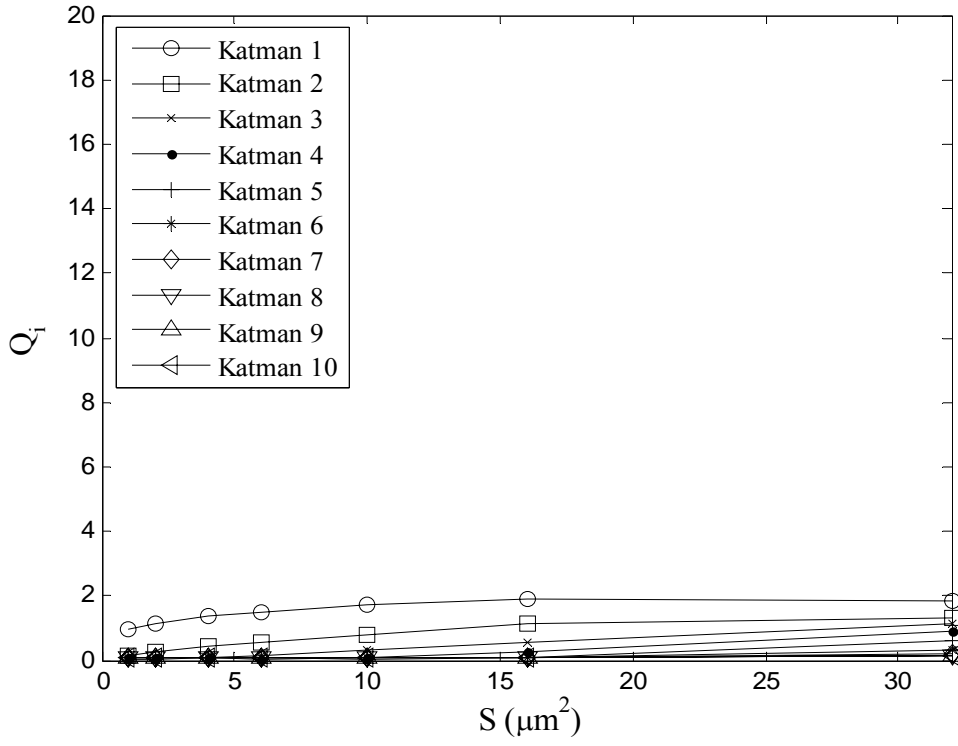 20
18
16
14
12
10
8
6
4
2
0
Q_i
Katman 1
Katman 2
Katman 3
Katman 4
Katman 5
Katman 6
Katman 7
Katman 8
Katman 9
Katman 10
0 5 10 15 20 25 30
S (μm²)